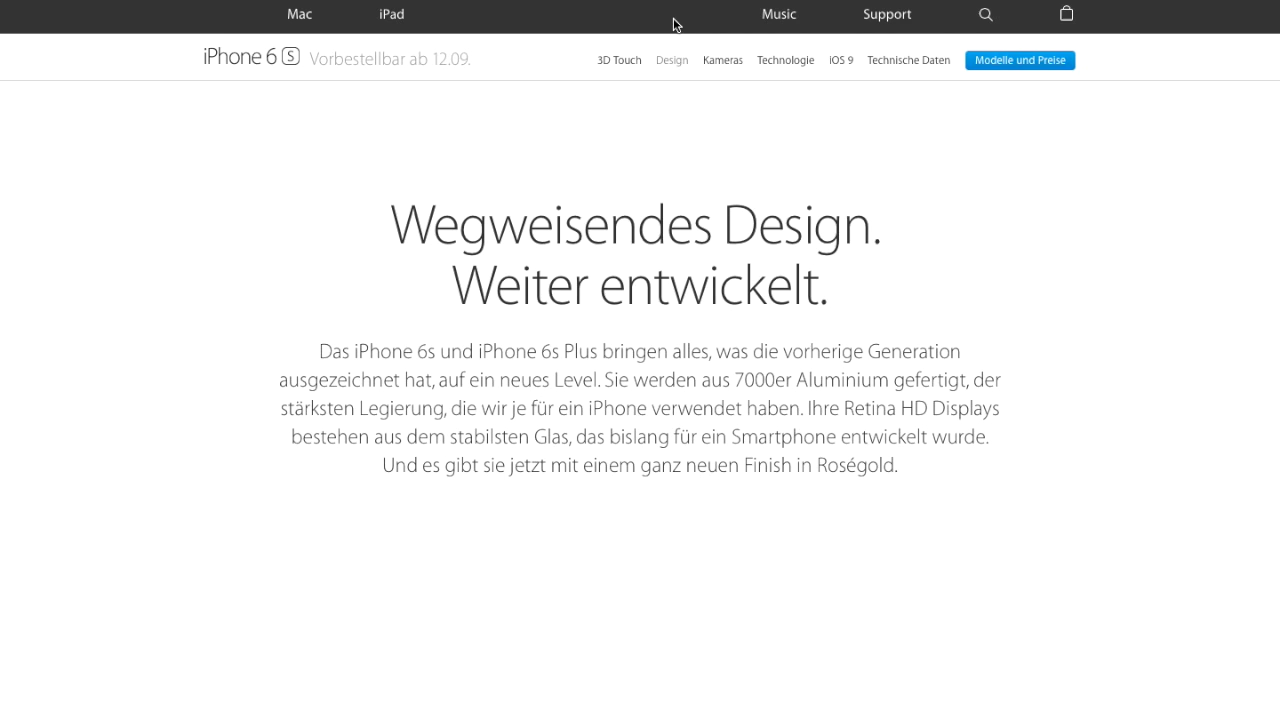 Mac iPad Music Support
iPhone 6 S Vorbestellbar ab 12.09. 3D Touch Design Kameras Technologie iOS 9 Technische Daten Modelle und Preise
Wegweisendes Design.
Weiter entwickelt.
Das iPhone 6s und iPhone 6s Plus bringen alles, was die vorherige Generation
ausgezeichnet hat, auf ein neues Level. Sie werden aus 7000er Aluminium gefertigt, der
stärksten Legierung, die wir je für ein iPhone verwendet haben. Ihre Retina HD Displays
bestehen aus dem stabilsten Glas, das bislang für ein Smartphone entwickelt wurde.
Und es gibt sie jetzt mit einem ganz neuen Finish in Roségold.